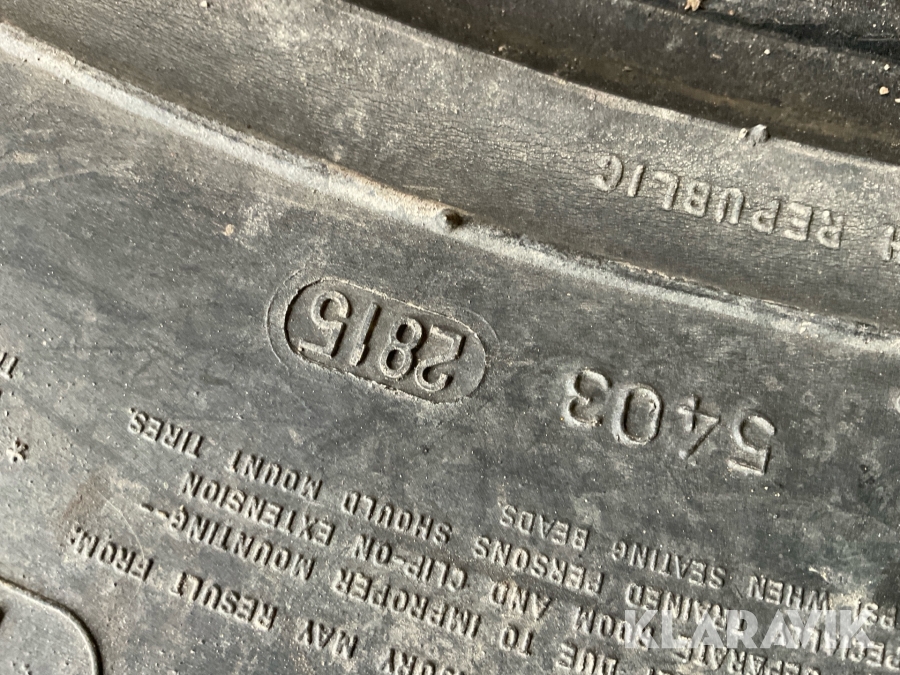 MAY RESULT FROM:
DUE TO IMPROPER MOUNTING--
AND CLIP-ON EXTENSION
TRAINED PERSONS SHOULD MOUNT TIRES.
WHEN SEATING BEADS.
5403 2815
REPUBLIC
KLARAVIK